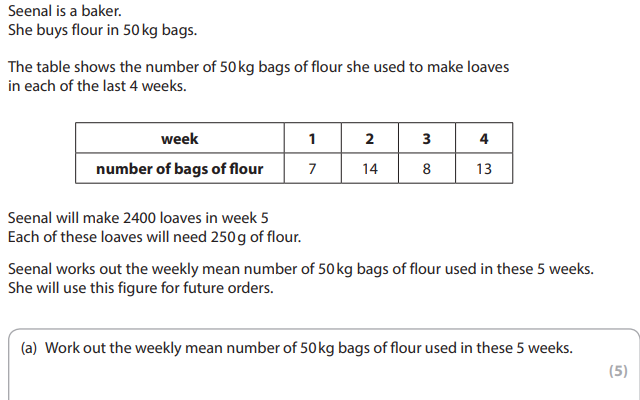 Seenal is a baker.
She buys flour in 50 kg bags.
The table shows the number of 50 kg bags of flour she used to make loaves
in each of the last 4 weeks.
week 1 2 3 4
number of bags of flour 7 14 8 13
Seenal will make 2400 loaves in week 5
Each of these loaves will need 250 g of flour.
Seenal works out the weekly mean number of 50 kg bags of flour used in these 5 weeks.
She will use this figure for future orders.
(a) Work out the weekly mean number of 50 kg bags of flour used in these 5 weeks.
(5)